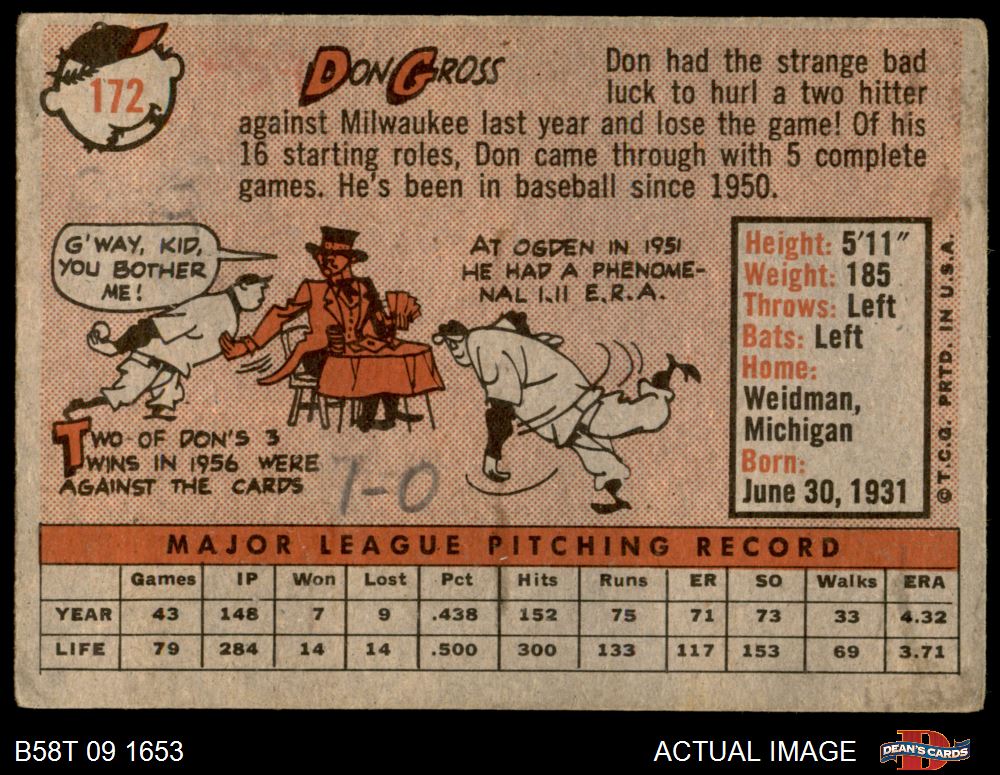 172
DON GROSS
Don had the strange bad
luck to hurl a two hitter
against Milwaukee last year and lose the game! Of his
16 starting roles, Don came through with 5 complete
games. He's been in baseball since 1950.
G'WAY, KID,
YOU BOTHER
ME!
TWO OF DON'S 3
WINS IN 1956 WERE
AGAINST THE CARDS
7-0
AT OGDEN IN 1951
HE HAD A PHENOME-
NAL 1.11 E.R.A.
Height: 5'11"
Weight: 185
Throws: Left
Bats: Left
Home:
Weidman,
Michigan
Born:
June 30, 1931
© T.C.G. PRTD. IN U.S.A.
MAJOR LEAGUE PITCHING RECORD
Games IP Won Lost Pct Hits Runs ER SO Walks ERA
YEAR 43 148 7 9 .438 152 75 71 73 33 4.32
LIFE 79 284 14 14 .500 300 133 117 153 69 3.71
B58T 09 1653
ACTUAL IMAGE
D
DEAN'S CARDS